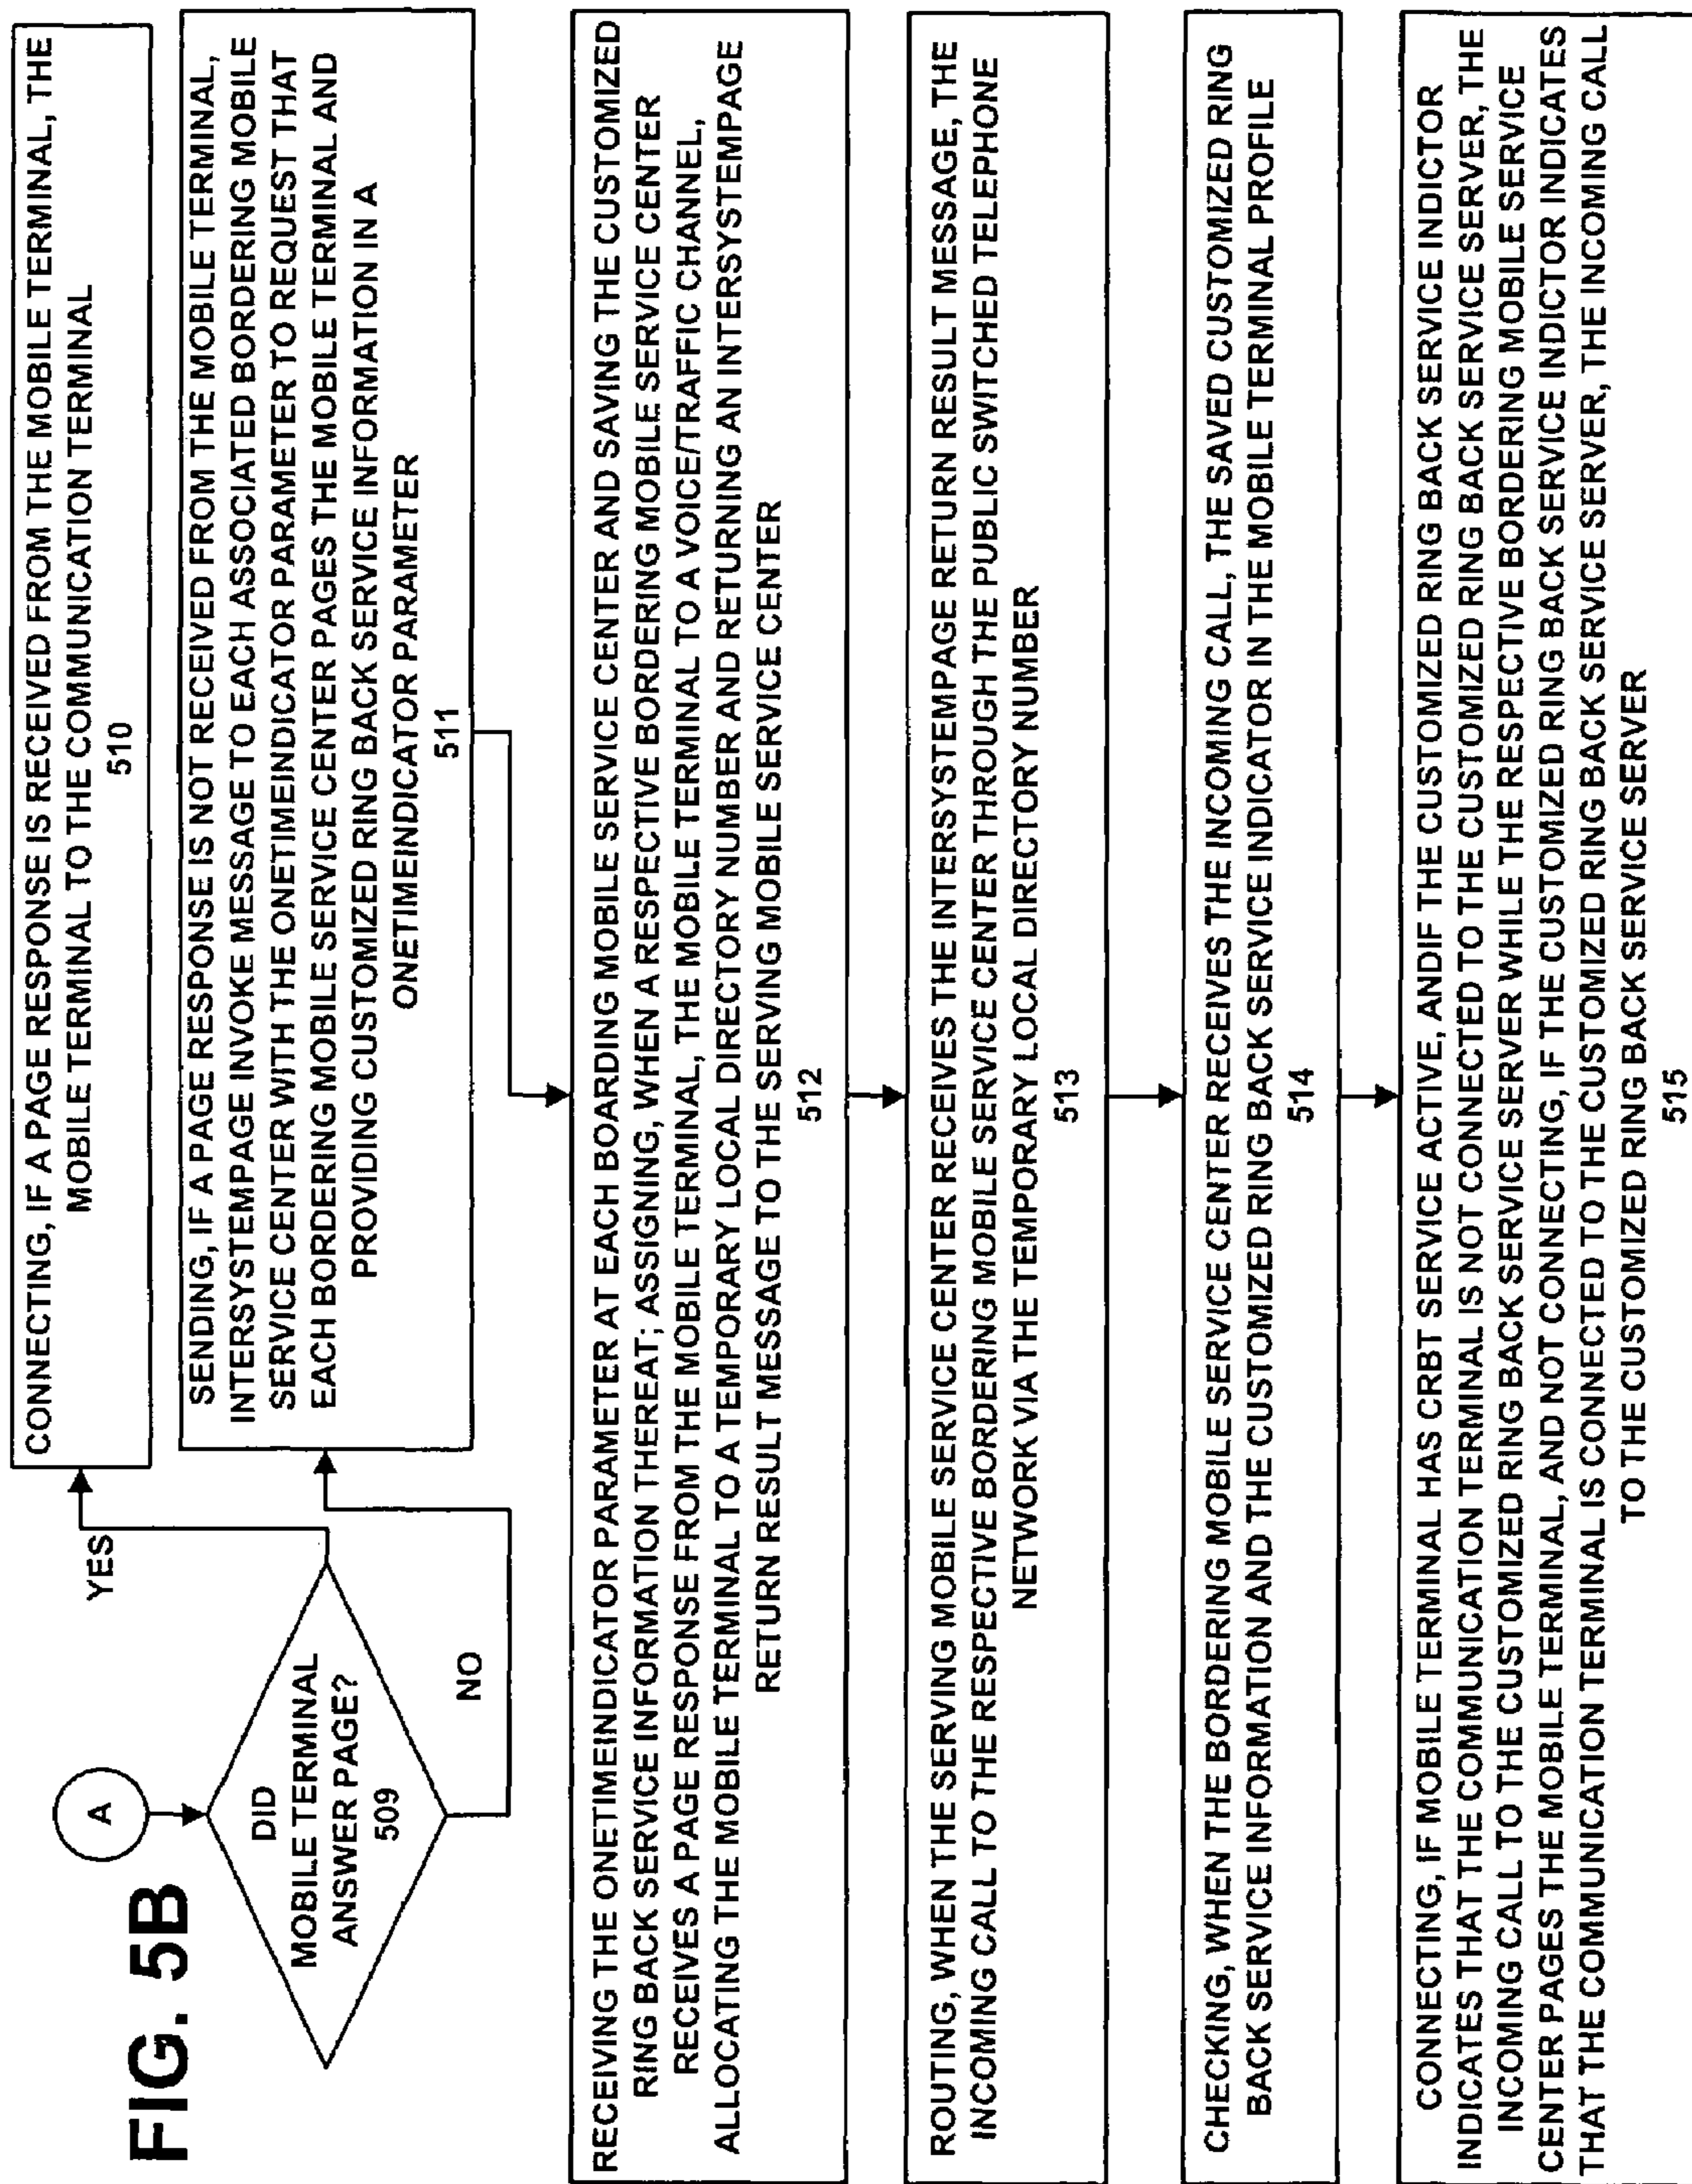 FIG. 5B
A
DID
MOBILE TERMINAL
ANSWER PAGE?
509
YES
NO
CONNECTING, IF A PAGE RESPONSE IS RECEIVED FROM THE MOBILE TERMINAL, THE
MOBILE TERMINAL TO THE COMMUNICATION TERMINAL
510
SENDING, IF A PAGE RESPONSE IS NOT RECEIVED FROM THE MOBILE TERMINAL,
INTERSYSTEMPAGE INVOKE MESSAGE TO EACH ASSOCIATED BORDERING MOBILE
SERVICE CENTER WITH THE ONETIMEINDICATOR PARAMETER TO REQUEST THAT
EACH BORDERING MOBILE SERVICE CENTER PAGES THE MOBILE TERMINAL AND
PROVIDING CUSTOMIZED RING BACK SERVICE INFORMATION IN A
ONETIMEINDICATOR PARAMETER
511
RECEIVING THE ONETIMEINDICATOR PARAMETER AT EACH BOARDING MOBILE SERVICE CENTER AND SAVING THE CUSTOMIZED
RING BACK SERVICE INFORMATION THEREAT; ASSIGNING, WHEN A RESPECTIVE BORDERING MOBILE SERVICE CENTER
RECEIVES A PAGE RESPONSE FROM THE MOBILE TERMINAL, THE MOBILE TERMINAL TO A VOICE/TRAFFIC CHANNEL,
ALLOCATING THE MOBILE TERMINAL TO A TEMPORARY LOCAL DIRECTORY NUMBER AND RETURNING AN INTERSYSTEMPAGE
RETURN RESULT MESSAGE TO THE SERVING MOBILE SERVICE CENTER
512
ROUTING, WHEN THE SERVING MOBILE SERVICE CENTER RECEIVES THE INTERSYSTEMPAGE RETURN RESULT MESSAGE, THE
INCOMING CALL TO THE RESPECTIVE BORDERING MOBILE SERVICE CENTER THROUGH THE PUBLIC SWITCHED TELEPHONE
NETWORK VIA THE TEMPORARY LOCAL DIRECTORY NUMBER
513
CHECKING, WHEN THE BORDERING MOBILE SERVICE CENTER RECEIVES THE INCOMING CALL, THE SAVED CUSTOMIZED RING
BACK SERVICE INFORMATION AND THE CUSTOMIZED RING BACK SERVICE INDICATOR IN THE MOBILE TERMINAL PROFILE
514
CONNECTING, IF MOBILE TERMINAL HAS CRBT SERVICE ACTIVE, ANDIF THE CUSTOMIZED RING BACK SERVICE INDICTOR
INDICATES THAT THE COMMUNICATION TERMINAL IS NOT CONNECTED TO THE CUSTOMIZED RING BACK SERVICE SERVER, THE
INCOMING CALL TO THE CUSTOMIZED RING BACK SERVICE SERVER WHILE THE RESPECTIVE BORDERING MOBILE SERVICE
CENTER PAGES THE MOBILE TERMINAL, AND NOT CONNECTING, IF THE CUSTOMIZED RING BACK SERVICE INDICTOR INDICATES
THAT THE COMMUNICATION TERMINAL IS CONNECTED TO THE CUSTOMIZED RING BACK SERVICE SERVER, THE INCOMING CALL
TO THE CUSTOMIZED RING BACK SERVICE SERVER
515